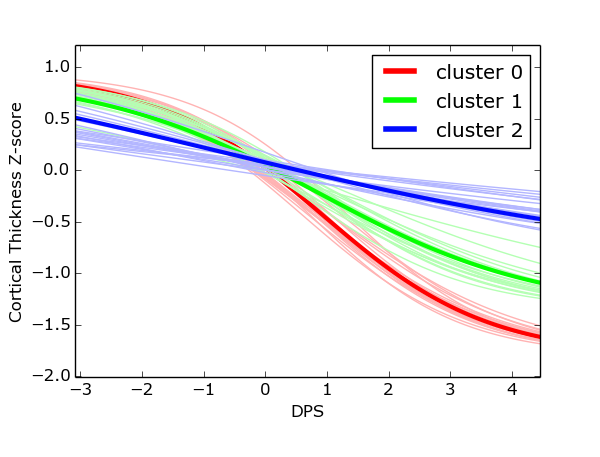 cluster 0
cluster 1
cluster 2
1.0
0.5
0.0
−0.5
−1.0
−1.5
−2.0
Cortical Thickness Z-score
−3 −2 −1 0 1 2 3 4
DPS